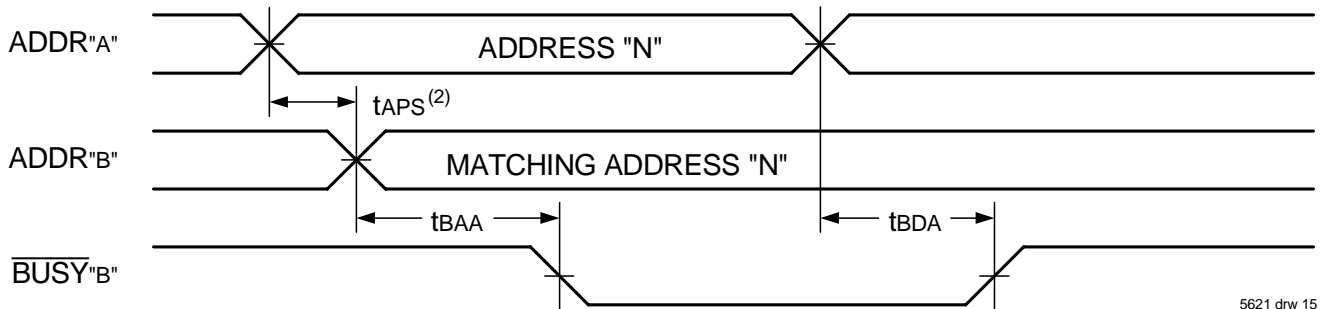 ADDR"A"
ADDRESS "N"
tAPS(2)
ADDR"B"
MATCHING ADDRESS "N"
tBAA
tBDA
BUSY"B"
5621 drw 15